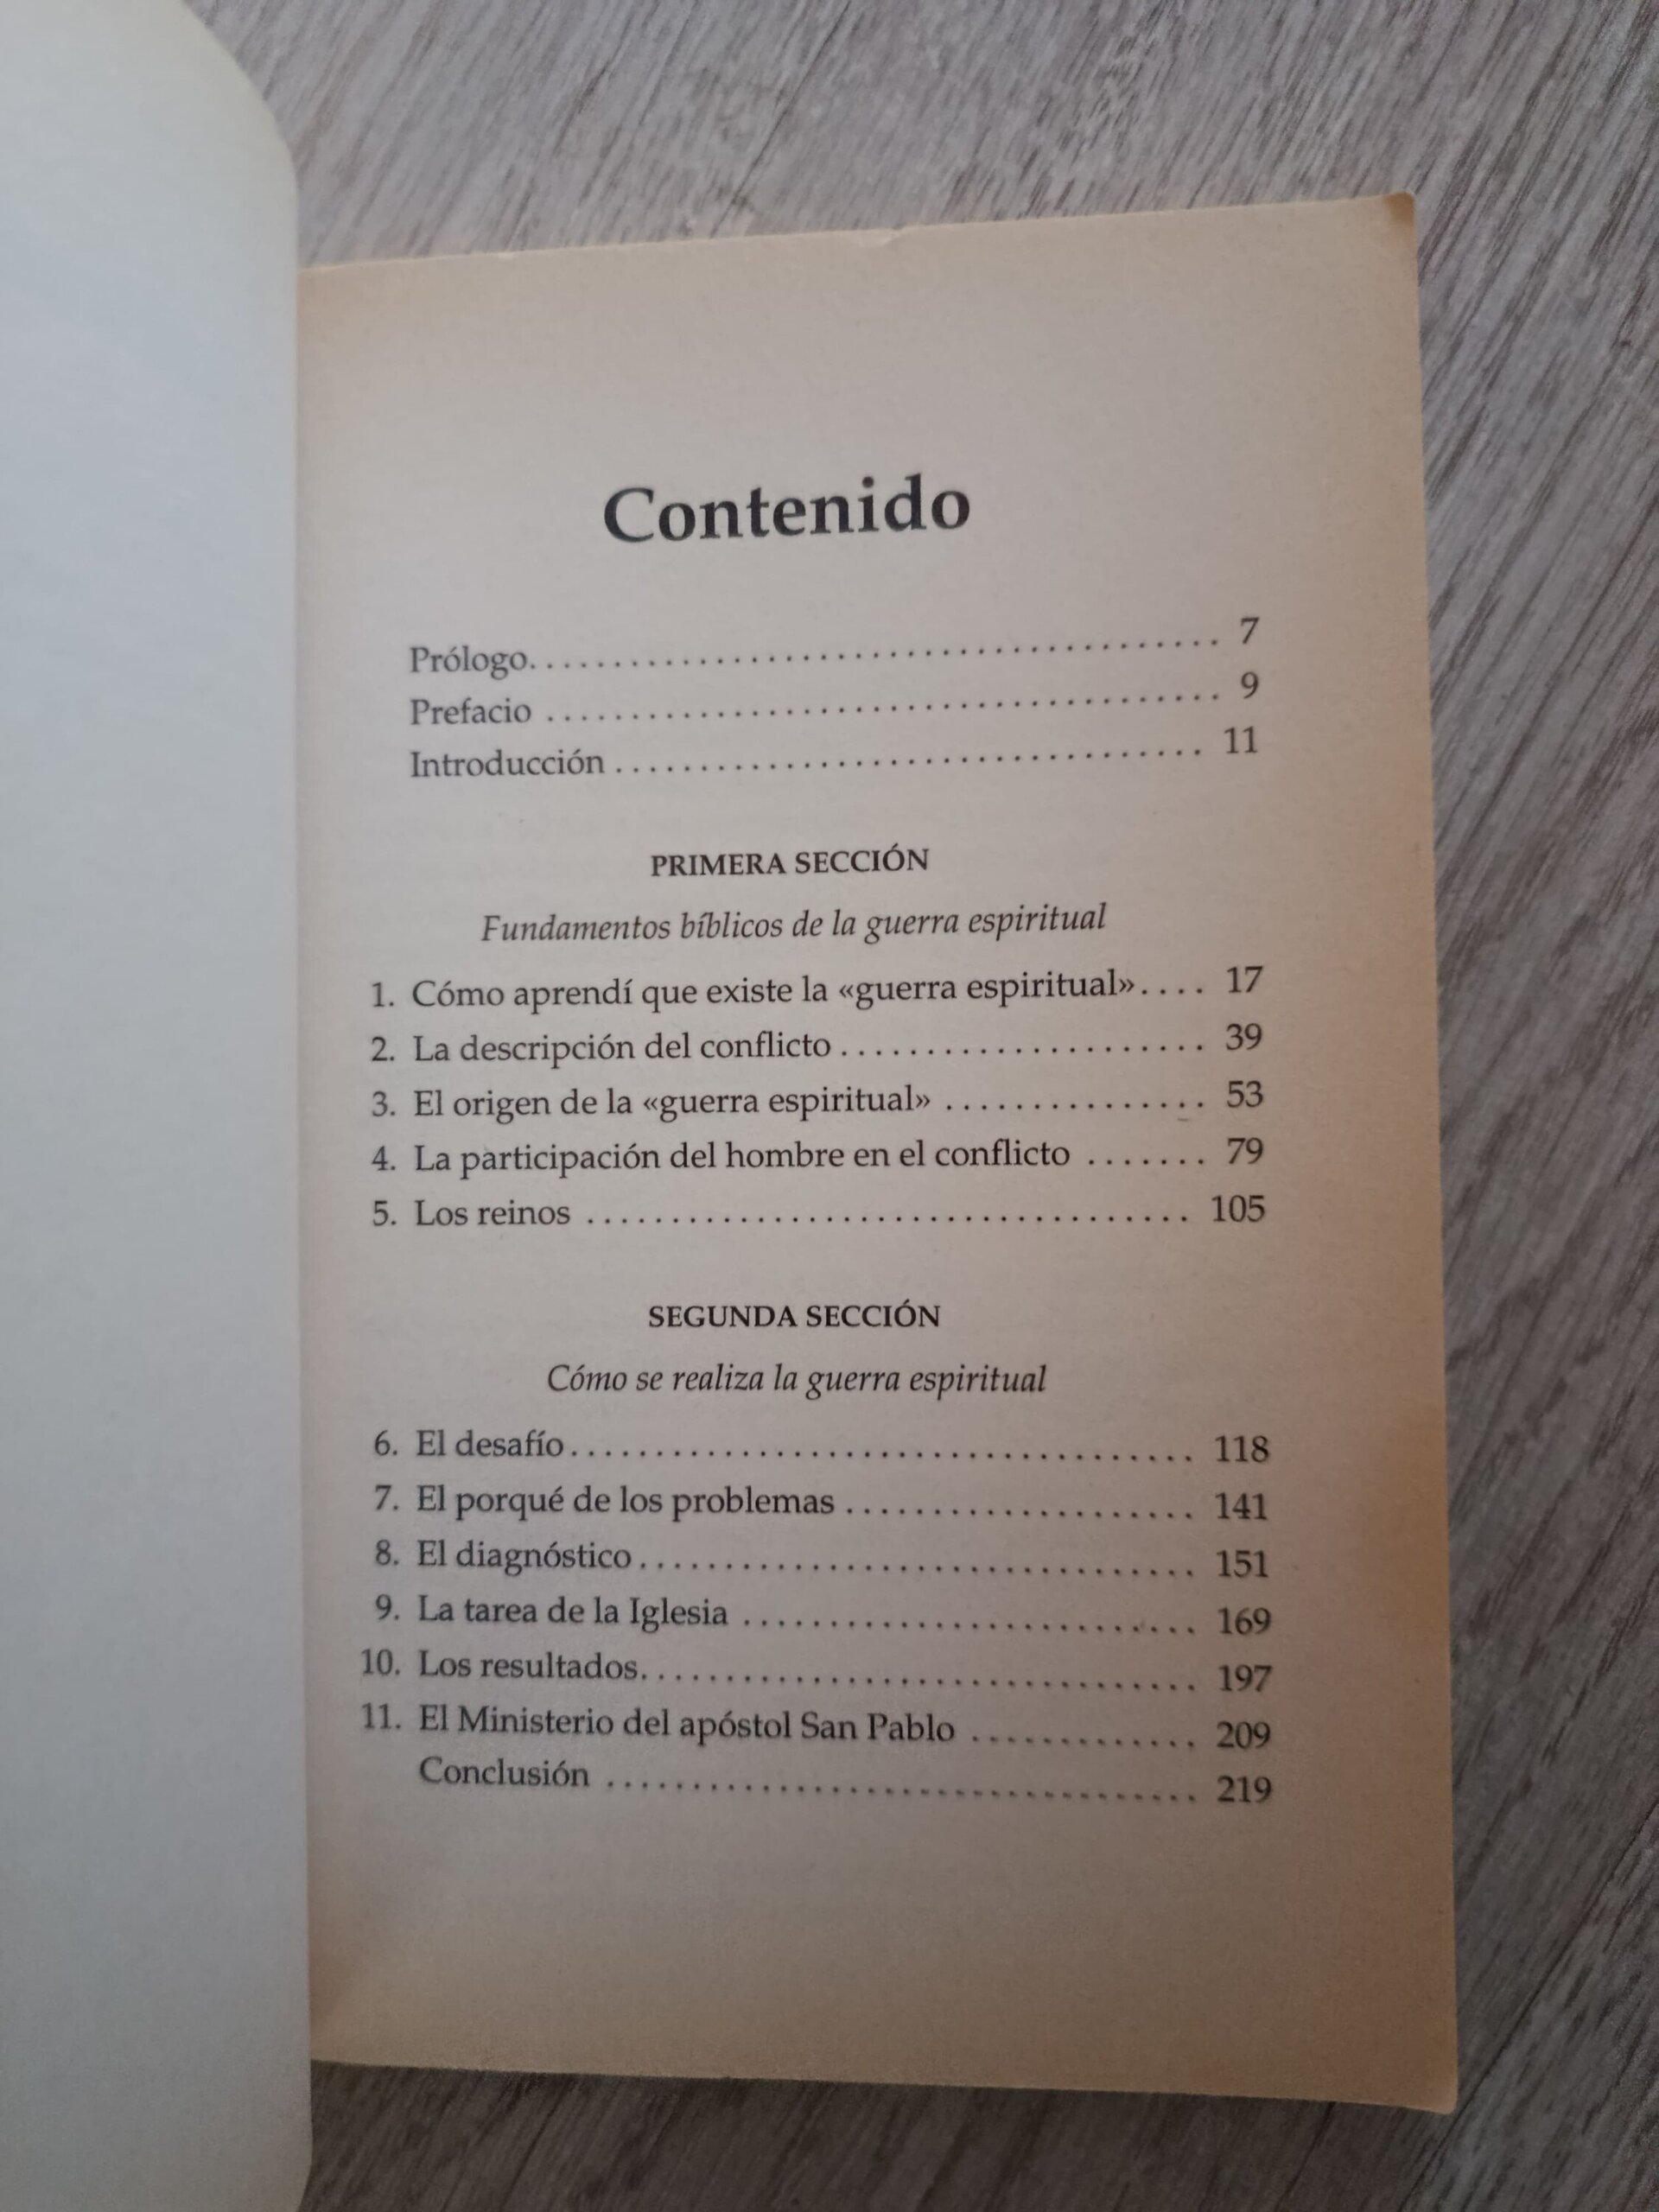 Contenido
Prólogo. . . . . . . . . . . . . . . . . . . . . . . . . . . . . . . . . . . . . . . . . 7
Prefacio . . . . . . . . . . . . . . . . . . . . . . . . . . . . . . . . . . . . . . . . 9
Introducción . . . . . . . . . . . . . . . . . . . . . . . . . . . . . . . . . . . 11
PRIMERA SECCIÓN
Fundamentos bíblicos de la guerra espiritual
1. Cómo aprendí que existe la «guerra espiritual». . . . 17
2. La descripción del conflicto . . . . . . . . . . . . . . . . . . . . . . 39
3. El origen de la «guerra espiritual» . . . . . . . . . . . . . . . . 53
4. La participación del hombre en el conflicto . . . . . . . 79
5. Los reinos . . . . . . . . . . . . . . . . . . . . . . . . . . . . . . . . . . . . 105
SEGUNDA SECCIÓN
Cómo se realiza la guerra espiritual
6. El desafío . . . . . . . . . . . . . . . . . . . . . . . . . . . . . . . . . . . . . 118
7. El porqué de los problemas . . . . . . . . . . . . . . . . . . . . . 141
8. El diagnóstico . . . . . . . . . . . . . . . . . . . . . . . . . . . . . . . . . 151
9. La tarea de la Iglesia . . . . . . . . . . . . . . . . . . . . . . . . . . . 169
10. Los resultados. . . . . . . . . . . . . . . . . . . . . . . . . . . . . . . . . 197
11. El Ministerio del apóstol San Pablo . . . . . . . . . . . . . 209
Conclusión . . . . . . . . . . . . . . . . . . . . . . . . . . . . . . . . . . . 219